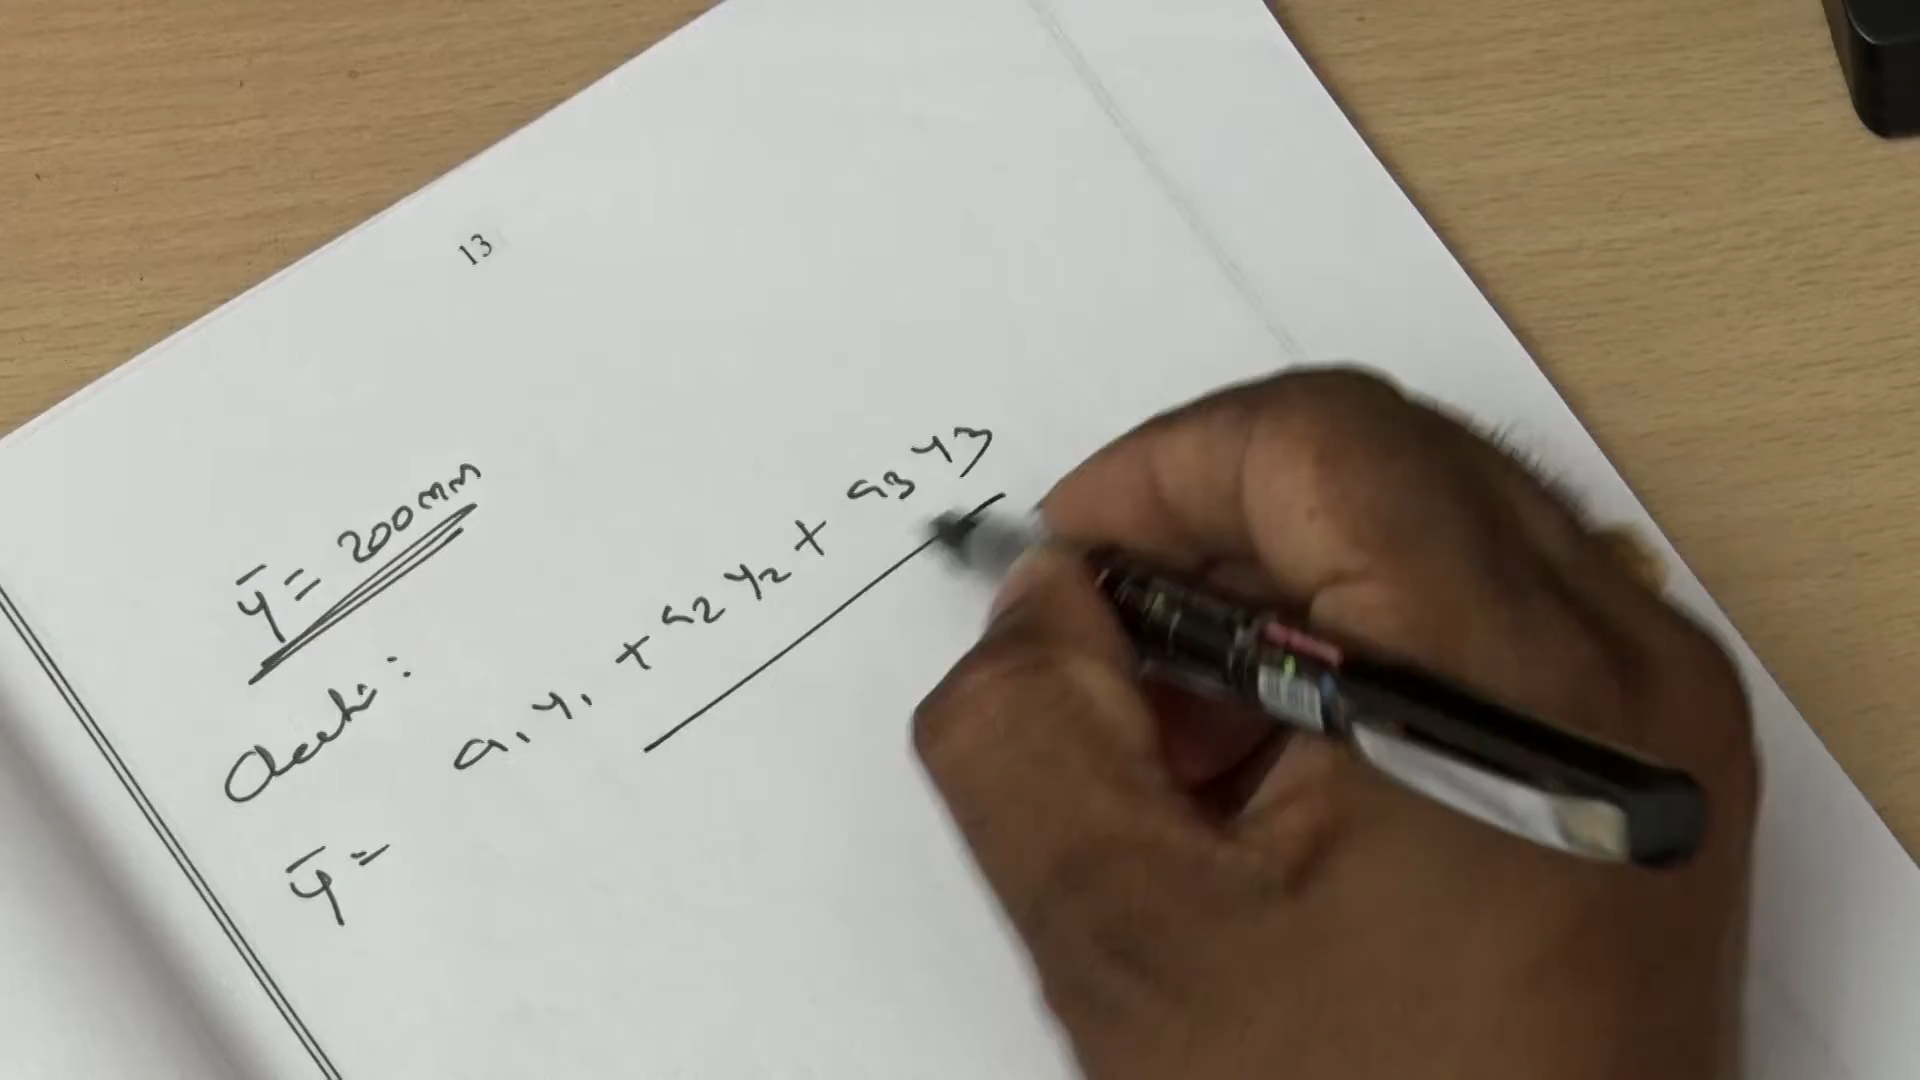 13
ȳ = 200mm
Check:
ȳ = a₁y₁ + a₂y₂ + a₃y₃